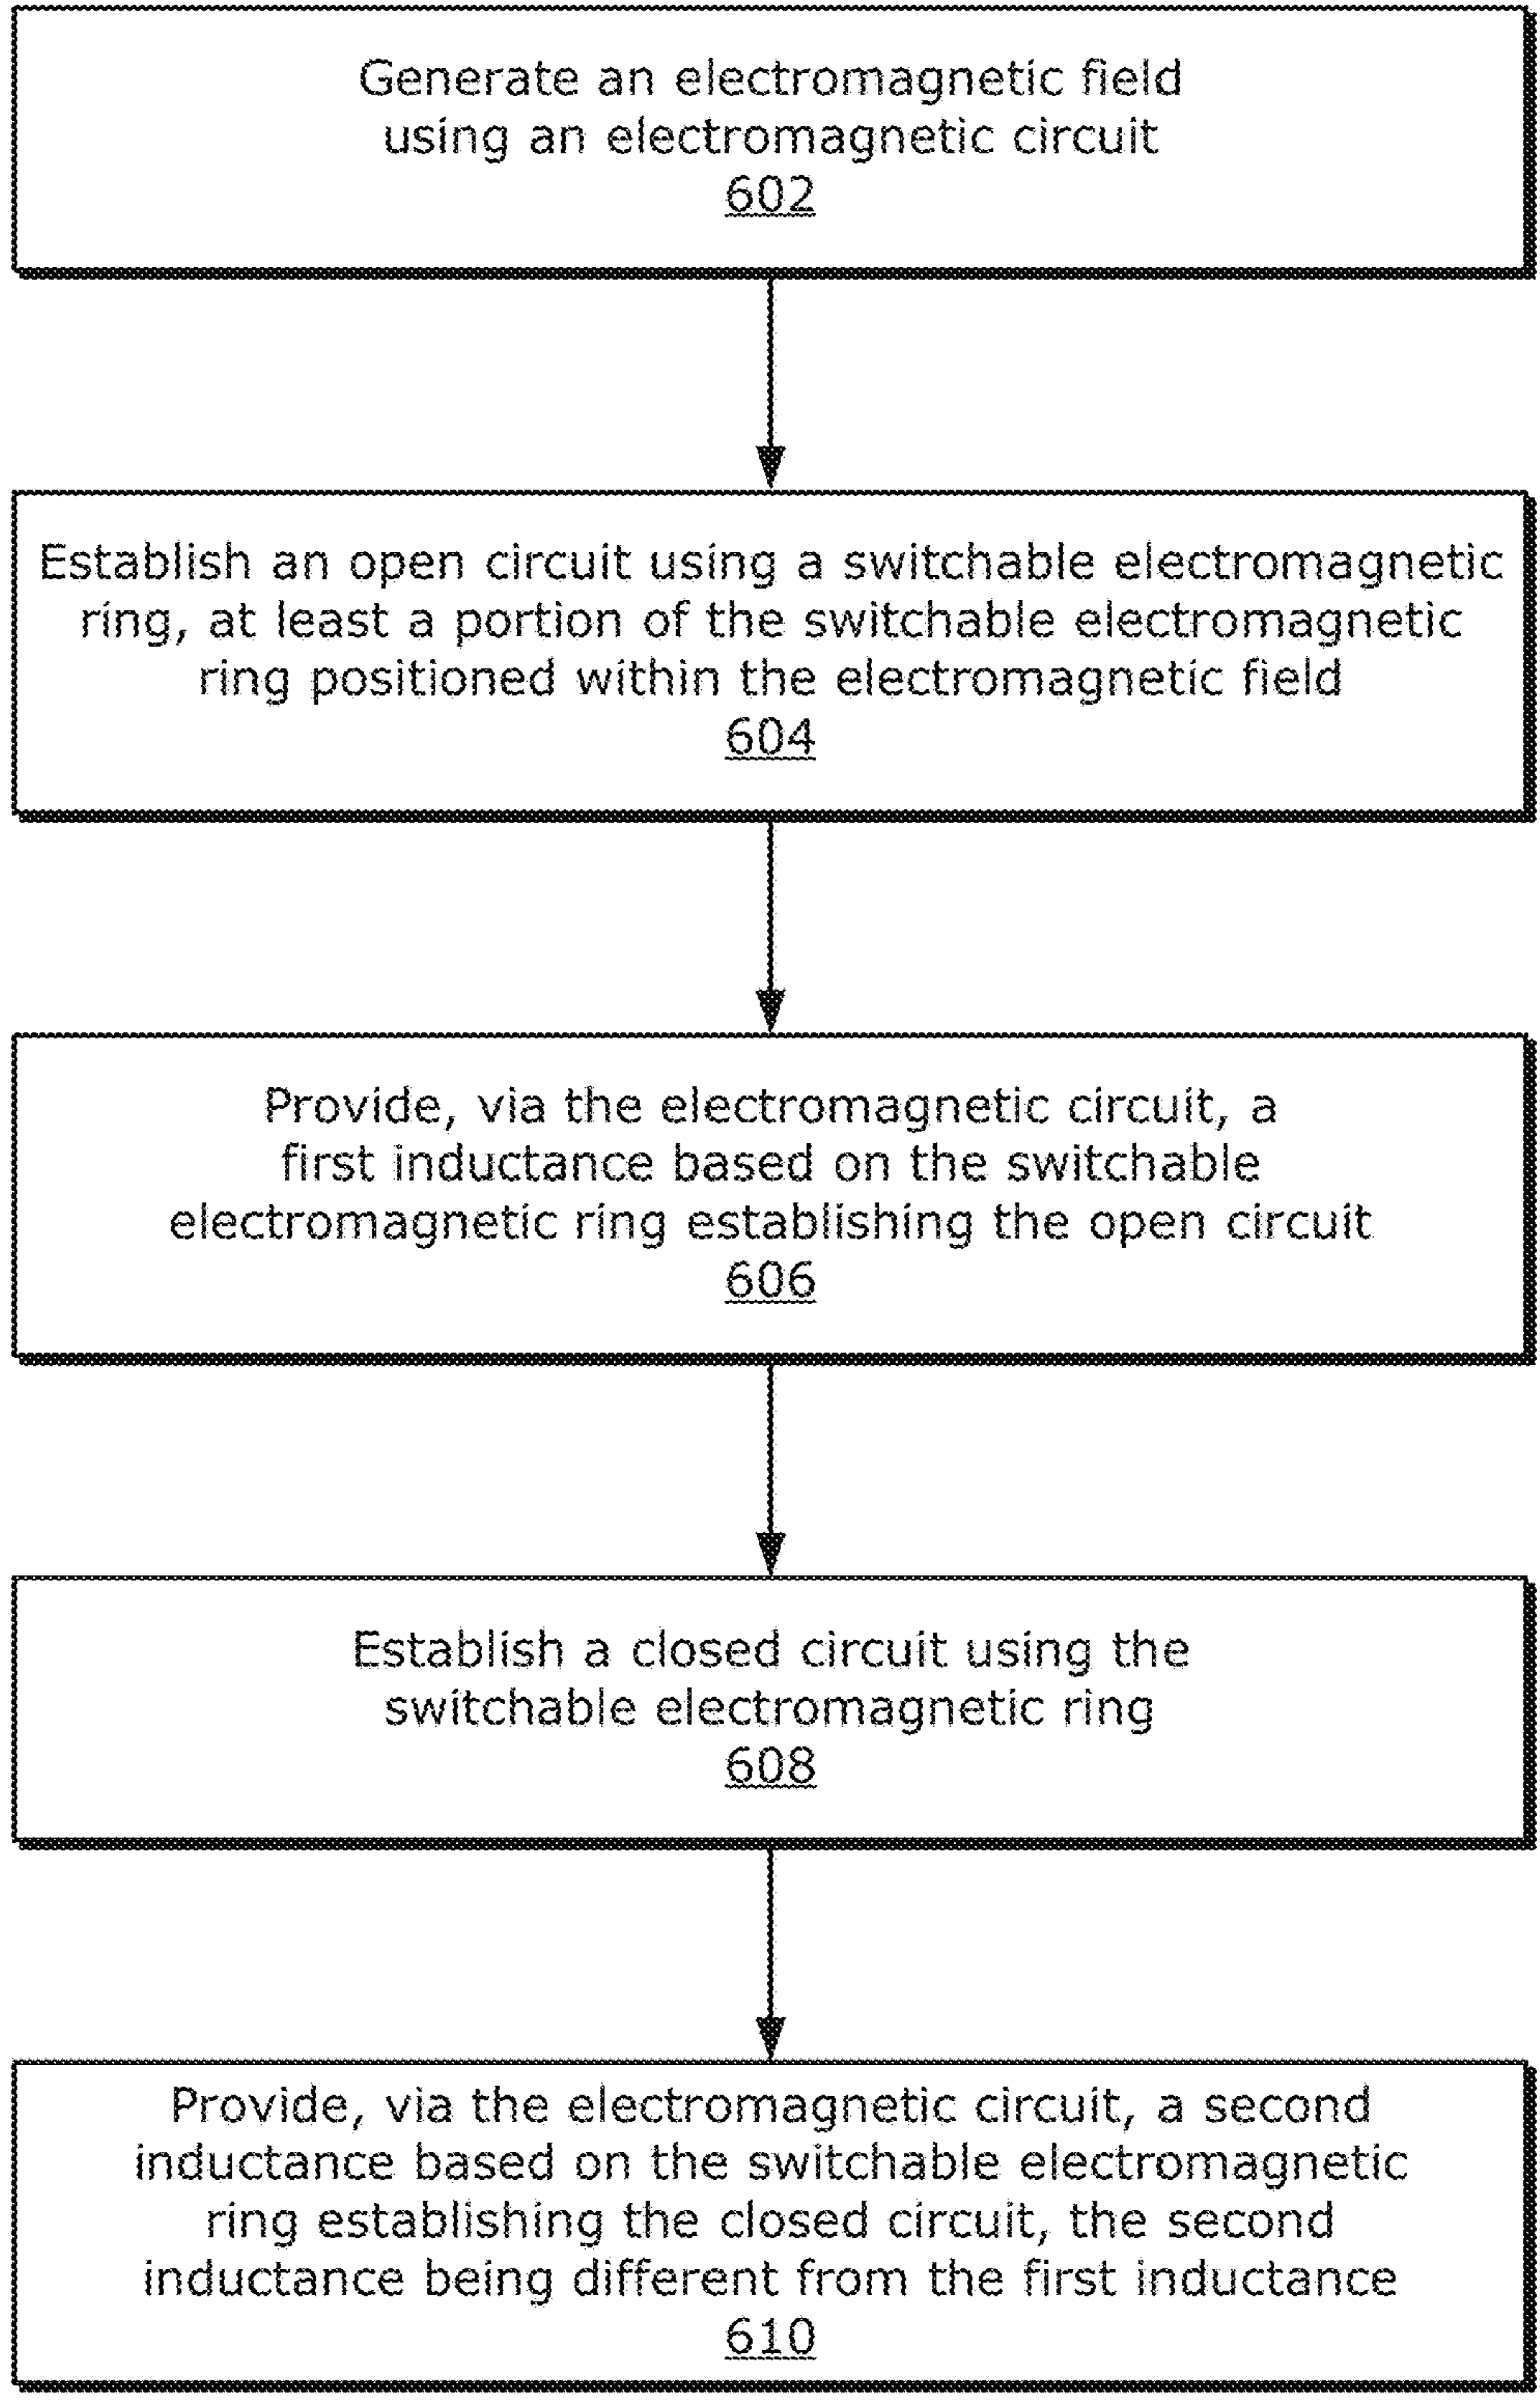 Generate an electromagnetic field
using an electromagnetic circuit
602
Establish an open circuit using a switchable electromagnetic
ring, at least a portion of the switchable electromagnetic
ring positioned within the electromagnetic field
604
Provide, via the electromagnetic circuit, a
first inductance based on the switchable
electromagnetic ring establishing the open circuit
606
Establish a closed circuit using the
switchable electromagnetic ring
608
Provide, via the electromagnetic circuit, a second
inductance based on the switchable electromagnetic
ring establishing the closed circuit, the second
inductance being different from the first inductance
610